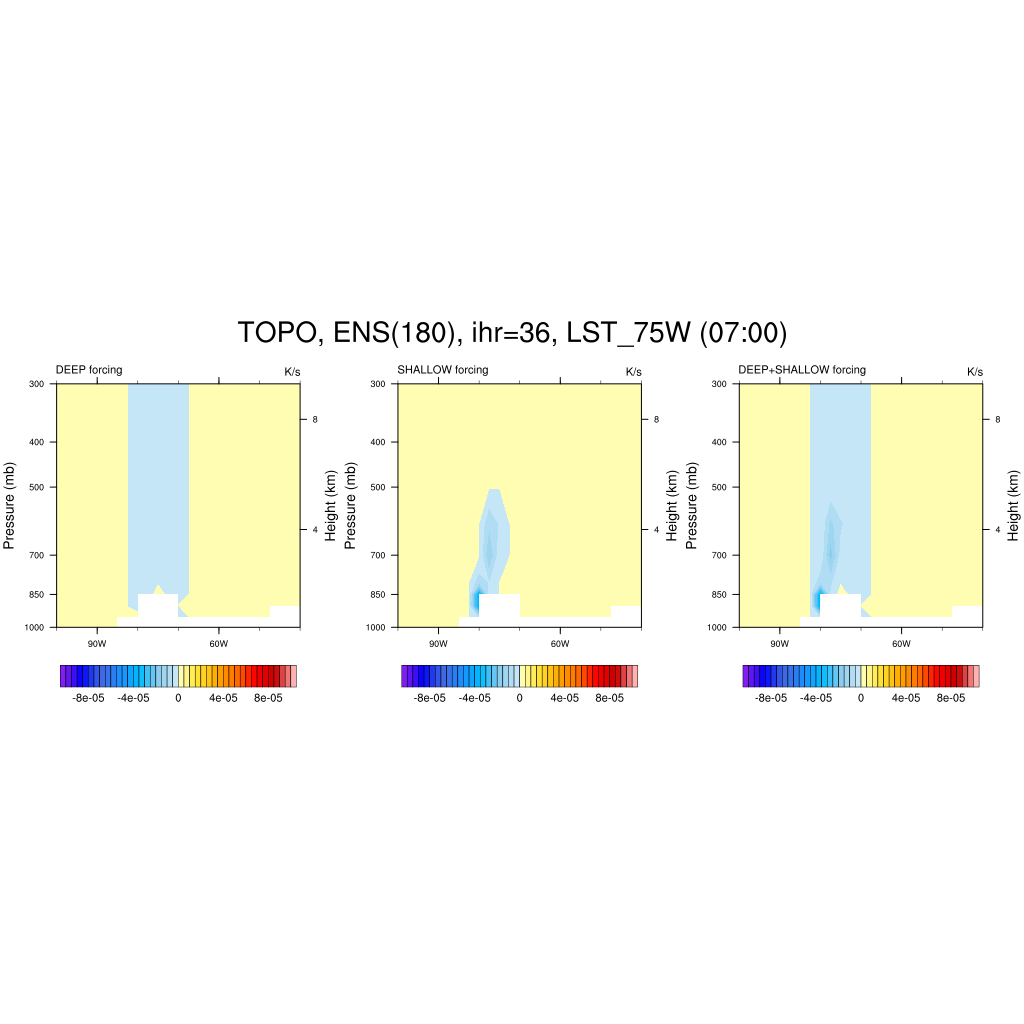 TOPO, ENS(180), ihr=36, LST_75W (07:00)
DEEP forcing K/s
300
400
500
700
850
1000
Pressure (mb)
8
4
Height (km)
90W 60W
-8e-05 -4e-05 0 4e-05 8e-05
SHALLOW forcing K/s
300
400
500
700
850
1000
Pressure (mb)
8
4
Height (km)
90W 60W
-8e-05 -4e-05 0 4e-05 8e-05
DEEP+SHALLOW forcing K/s
300
400
500
700
850
1000
Pressure (mb)
8
4
Height (km)
90W 60W
-8e-05 -4e-05 0 4e-05 8e-05